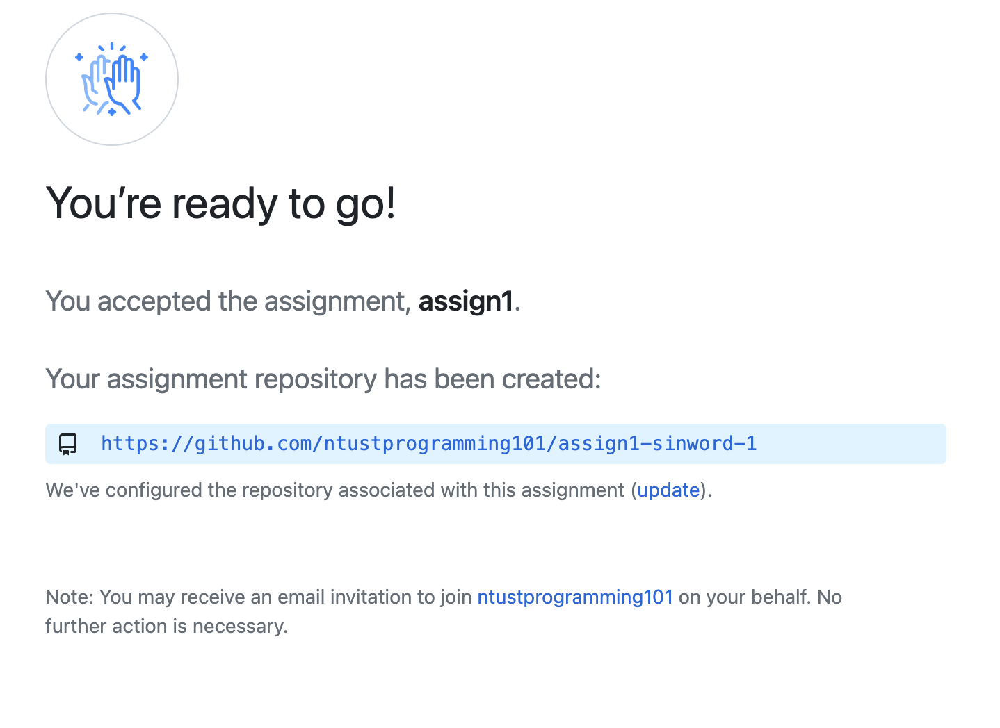 You’re ready to go!
You accepted the assignment, assign1.
Your assignment repository has been created:
https://github.com/ntustprogramming101/assign1-sinword-1
We've configured the repository associated with this assignment (update).
Note: You may receive an email invitation to join ntustprogramming101 on your behalf. No
further action is necessary.